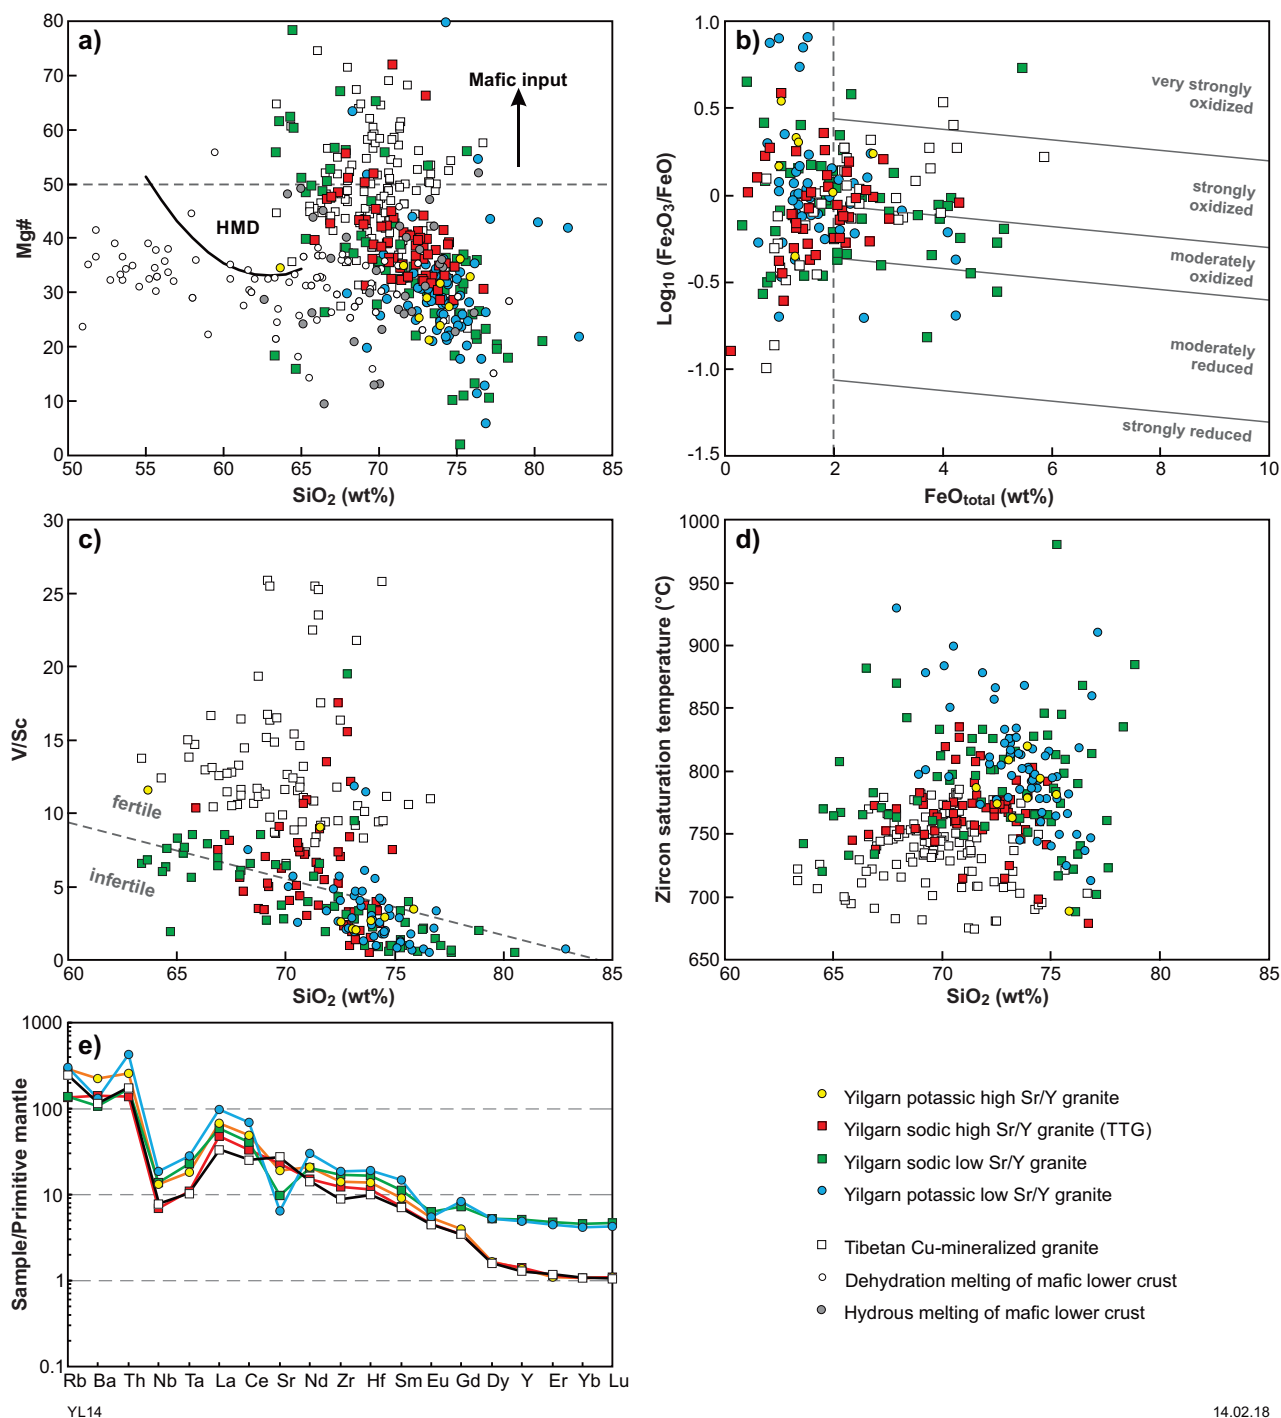 a)
80
70
60
50
40
30
20
10
0
Mg#
Mafic input
HMD
50
55
60
65
70
75
80
85
SiO₂ (wt%)
b)
1.0
0.5
0
-0.5
-1.0
-1.5
Log₁₀ (Fe₂O₃/FeO)
very strongly
oxidized
strongly
oxidized
moderately
oxidized
moderately
reduced
strongly reduced
0
2
4
6
8
10
FeOtotal (wt%)
c)
30
25
20
15
10
5
0
V/Sc
fertile
infertile
60
65
70
75
80
85
SiO₂ (wt%)
d)
1000
950
900
850
800
750
700
650
Zircon saturation temperature (°C)
60
65
70
75
80
85
SiO₂ (wt%)
e)
1000
100
10
1
0.1
Sample/Primitive mantle
Rb Ba Th Nb Ta La Ce Sr Nd Zr Hf Sm Eu Gd Dy Y Er Yb Lu
Yilgarn potassic high Sr/Y granite
Yilgarn sodic high Sr/Y granite (TTG)
Yilgarn sodic low Sr/Y granite
Yilgarn potassic low Sr/Y granite
Tibetan Cu-mineralized granite
Dehydration melting of mafic lower crust
Hydrous melting of mafic lower crust
YL14
14.02.18